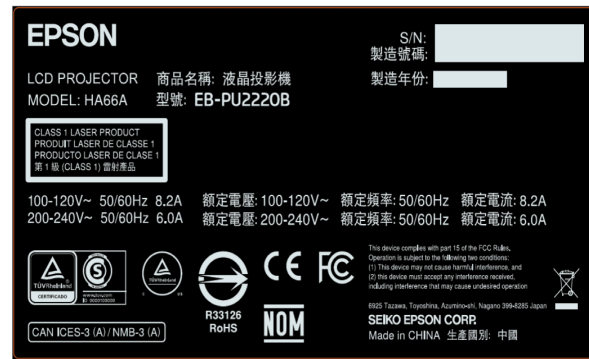 EPSON
S/N:
製造號碼:
LCD PROJECTOR 商品名稱: 液晶投影機
製造年份:
MODEL: HA66A 型號: EB-PU2220B
CLASS 1 LASER PRODUCT
PRODUIT LASER DE CLASSE 1
PRODUCTO LASER DE CLASE 1
第 1 級 (CLASS) 雷射產品
100-120V~ 50/60Hz 8.2A 額定電壓: 100-120V~ 額定頻率: 50/60Hz 額定電流: 8.2A
200-240V~ 50/60Hz 6.0A 額定電壓: 200-240V~ 額定頻率: 50/60Hz 額定電流: 6.0A
TÜVRheinland
CERTIFICADO
S
TÜVRheinland
C US
R33126
RoHS
CE
FC
NOM
This device complies with part 15 of the FCC Rules.
Operation is subject to the following two conditions:
(1) This device may not cause harmful interference, and
(2) this device must accept any interference received,
including interference that may cause undesired operation
6925 Tazawa, Toyoshina, Azumino-shi, Nagano 399-8285 Japan
SEIKO EPSON CORP.
Made in CHINA 生產國別: 中國
CAN ICES-3 (A) / NMB-3 (A)